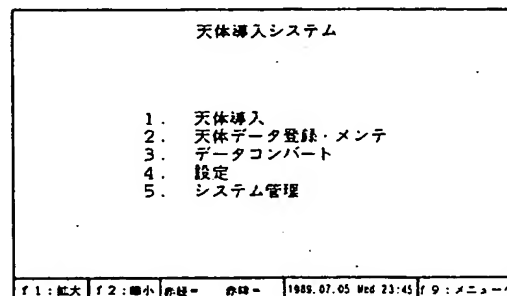 天体導入システム
1. 天体導入
2. 天体データ登録・メンテ
3. データコンバート
4. 設定
5. システム管理
f1:拡大 f2:縮小 赤経= 赤緯= 1989.07.05 Wed 23:45 f9:メニューへ